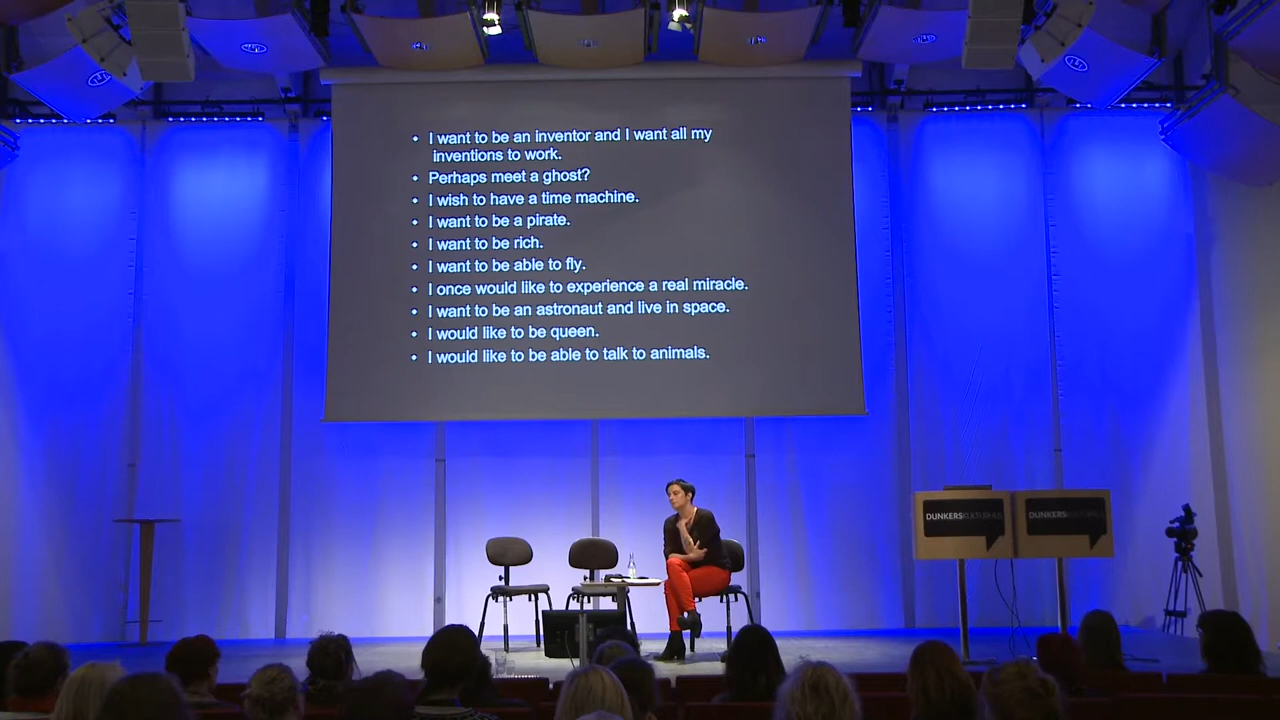 • I want to be an inventor and I want all my
inventions to work.
• Perhaps meet a ghost?
• I wish to have a time machine.
• I want to be a pirate.
• I want to be rich.
• I want to be able to fly.
• I once would like to experience a real miracle.
• I want to be an astronaut and live in space.
• I would like to be queen.
• I would like to be able to talk to animals.
DUNKERSKULTURHUS
DUNKERSKULTURHUS